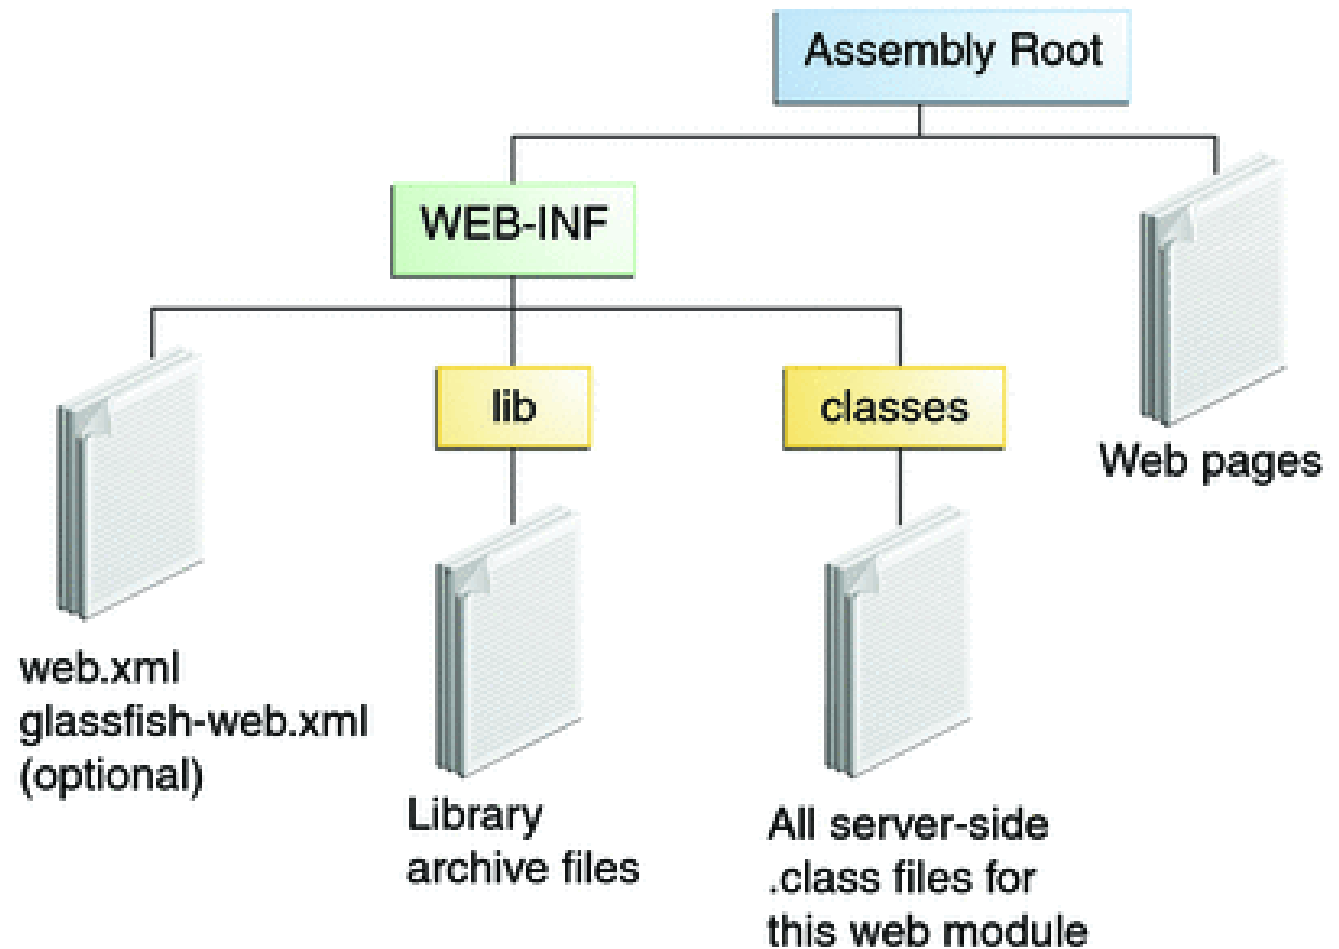 Assembly Root
WEB-INF
lib
classes
Web pages
web.xml
glassfish-web.xml
(optional)
Library
archive files
All server-side
.class files for
this web module